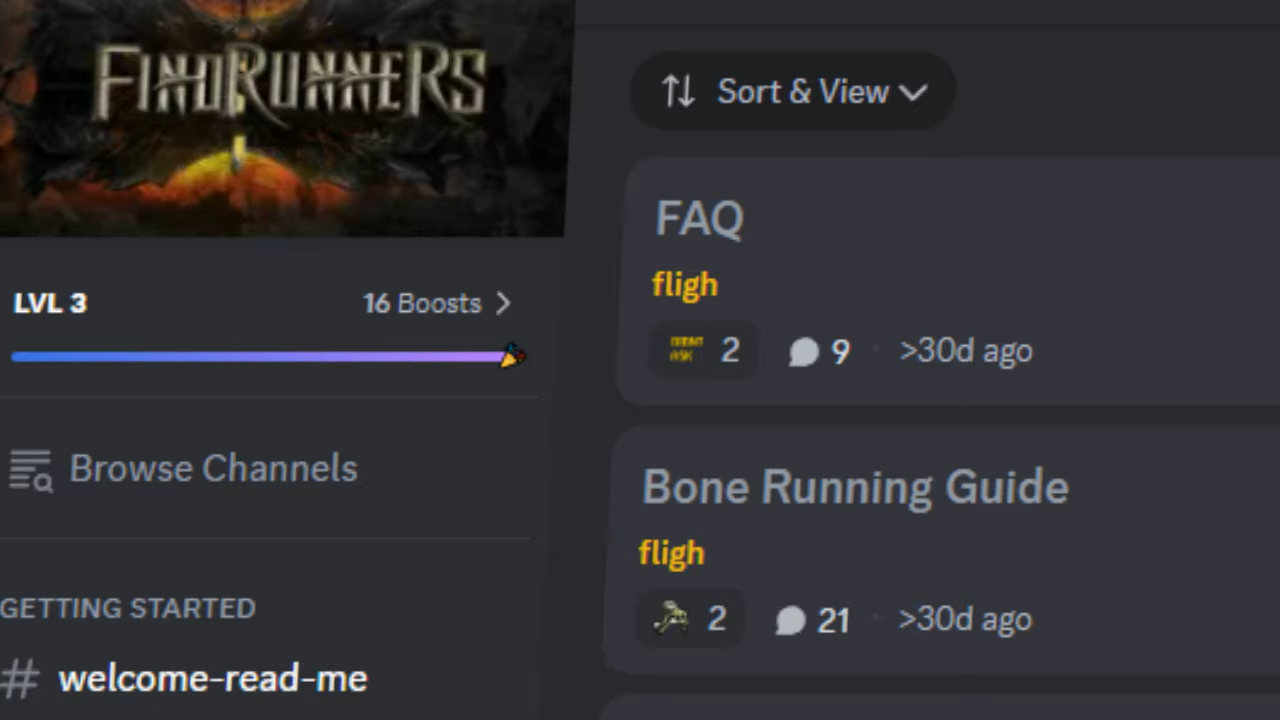 FINDRUNNERS
LVL 3
16 Boosts
Browse Channels
GETTING STARTED
# welcome-read-me
Sort & View
FAQ
fligh
2
9
>30d ago
Bone Running Guide
fligh
2
21
>30d ago